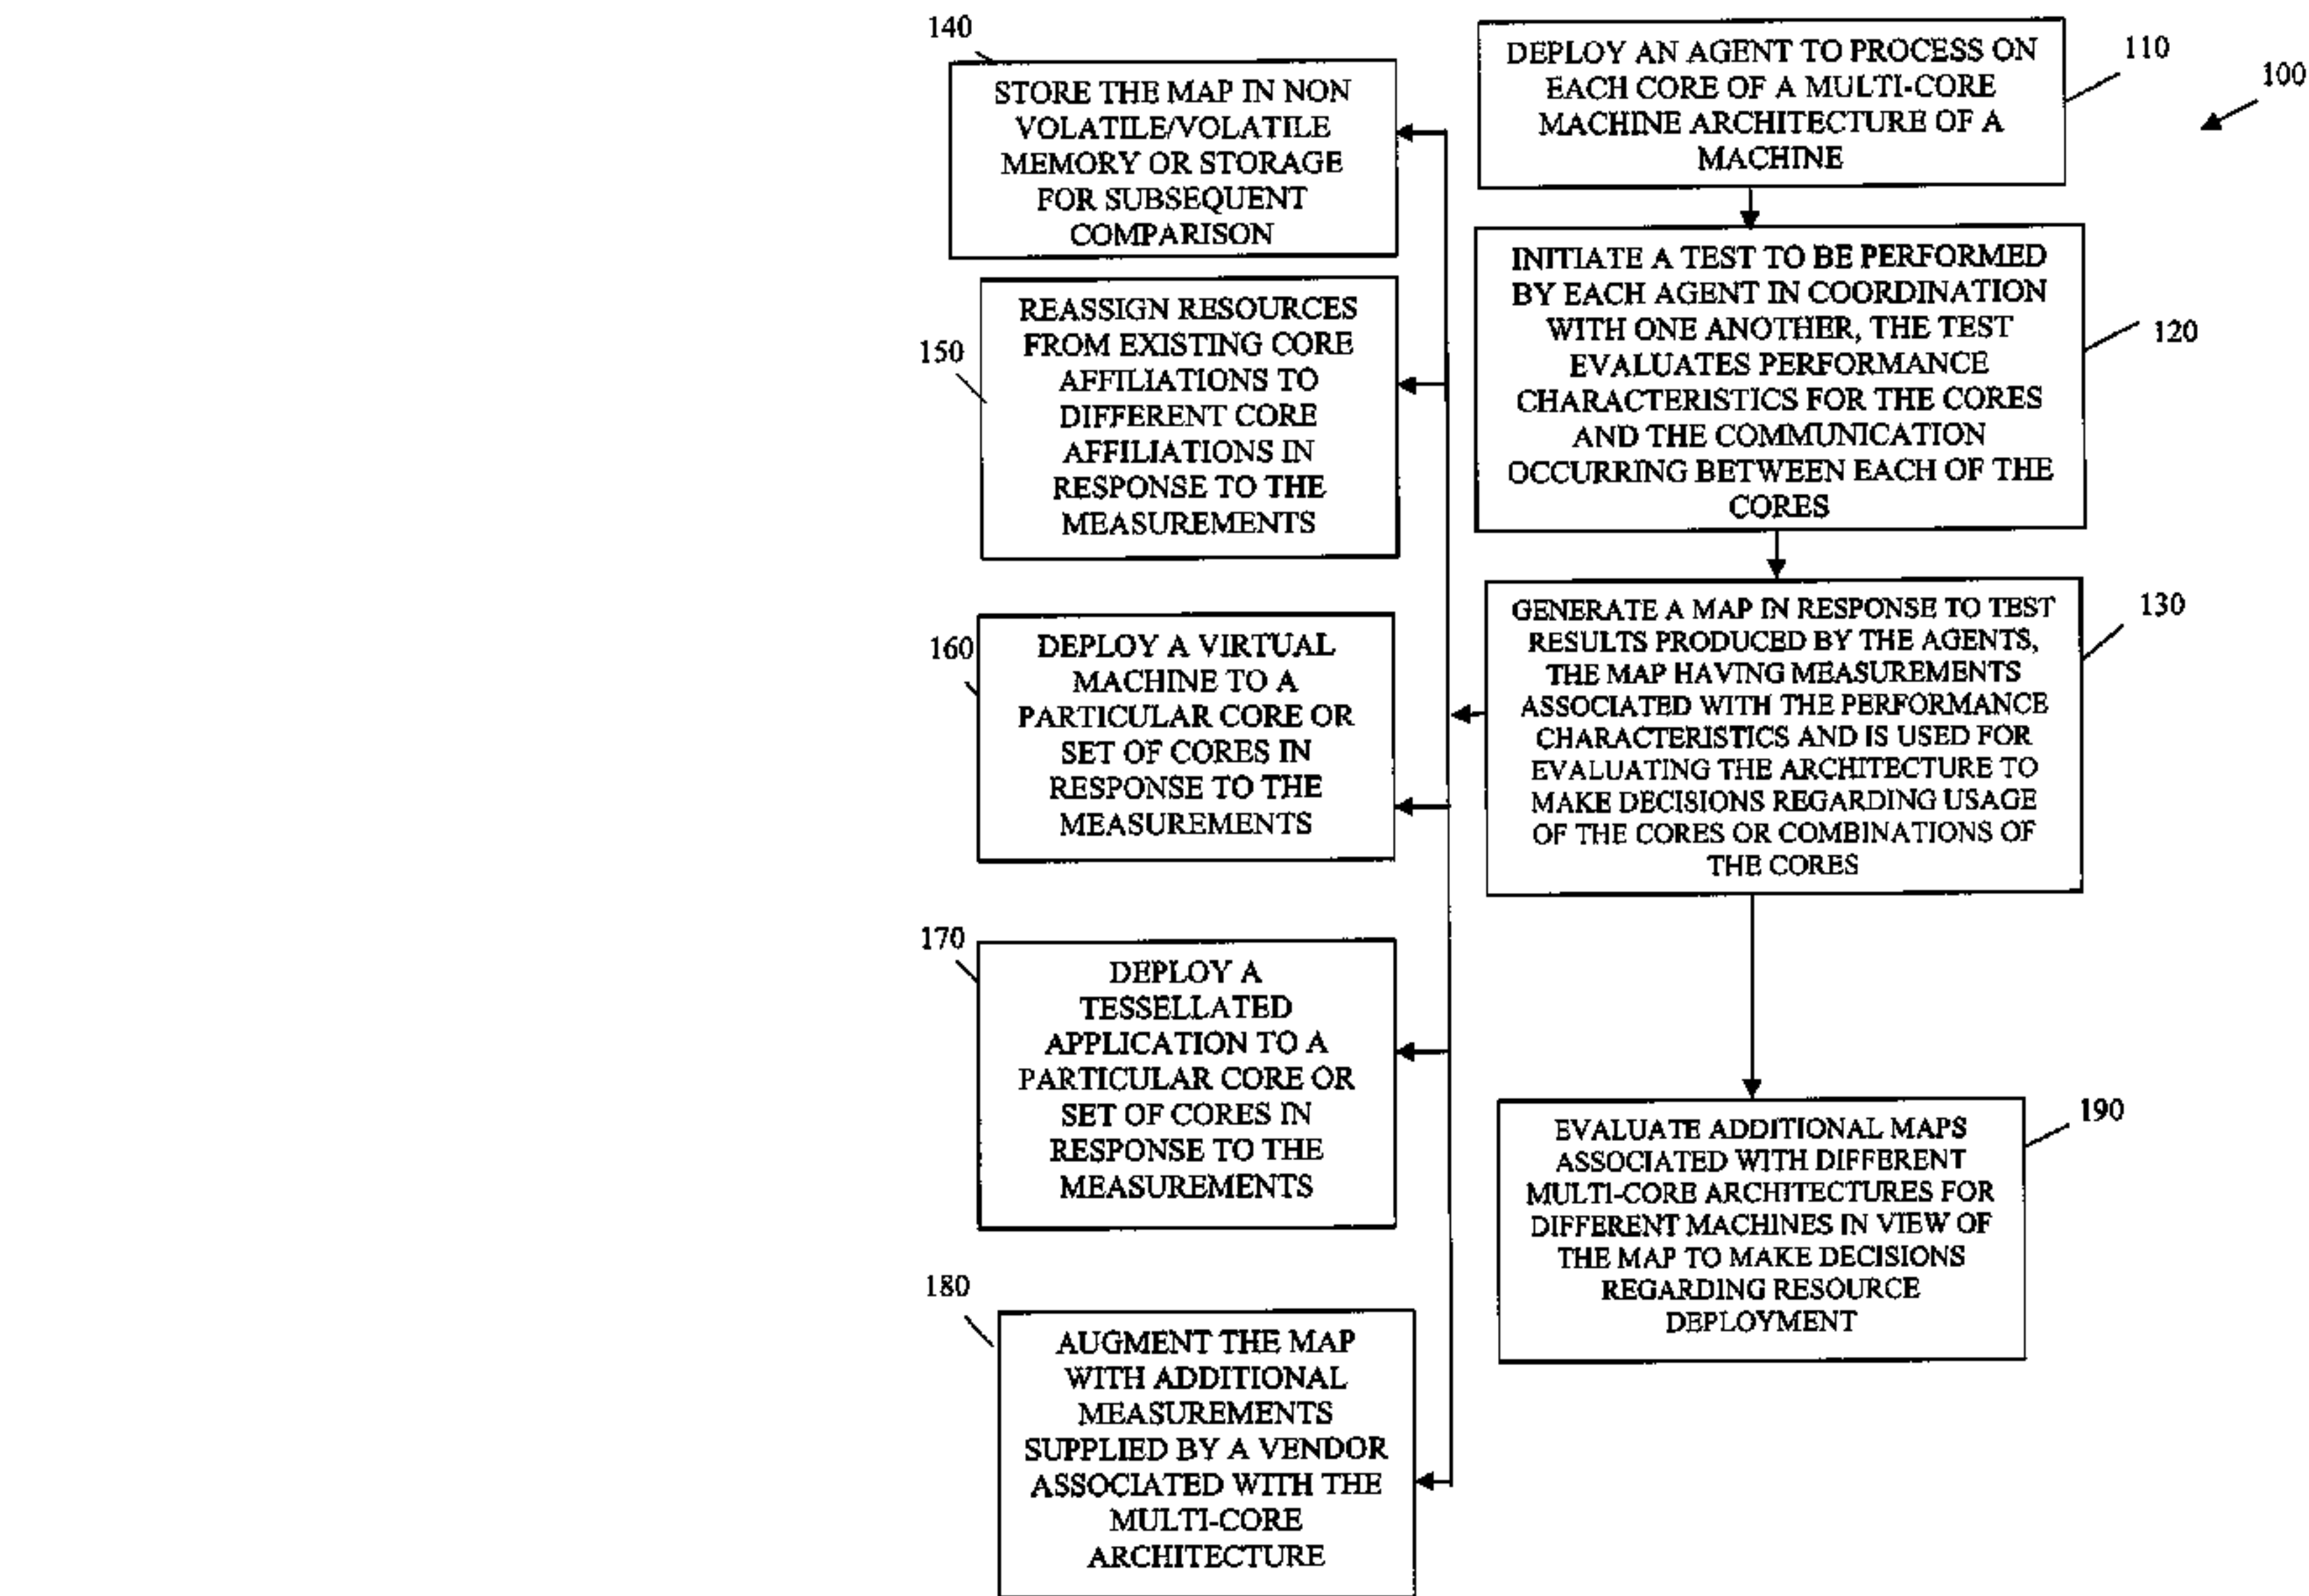 110
100
DEPLOY AN AGENT TO PROCESS ON
EACH CORE OF A MULTI-CORE
MACHINE ARCHITECTURE OF A
MACHINE
120
INITIATE A TEST TO BE PERFORMED
BY EACH AGENT IN COORDINATION
WITH ONE ANOTHER, THE TEST
EVALUATES PERFORMANCE
CHARACTERISTICS FOR THE CORES
AND THE COMMUNICATION
OCCURRING BETWEEN EACH OF THE
CORES
130
GENERATE A MAP IN RESPONSE TO TEST
RESULTS PRODUCED BY THE AGENTS,
THE MAP HAVING MEASUREMENTS
ASSOCIATED WITH THE PERFORMANCE
CHARACTERISTICS AND IS USED FOR
EVALUATING THE ARCHITECTURE TO
MAKE DECISIONS REGARDING USAGE
OF THE CORES OR COMBINATIONS OF
THE CORES
140
STORE THE MAP IN NON
VOLATILE/VOLATILE
MEMORY OR STORAGE
FOR SUBSEQUENT
COMPARISON
150
REASSIGN RESOURCES
FROM EXISTING CORE
AFFILIATIONS TO
DIFFERENT CORE
AFFILIATIONS IN
RESPONSE TO THE
MEASUREMENTS
160
DEPLOY A VIRTUAL
MACHINE TO A
PARTICULAR CORE OR
SET OF CORES IN
RESPONSE TO THE
MEASUREMENTS
170
DEPLOY A
TESSELLATED
APPLICATION TO A
PARTICULAR CORE OR
SET OF CORES IN
RESPONSE TO THE
MEASUREMENTS
180
AUGMENT THE MAP
WITH ADDITIONAL
MEASUREMENTS
SUPPLIED BY A VENDOR
ASSOCIATED WITH THE
MULTI-CORE
ARCHITECTURE
190
EVALUATE ADDITIONAL MAPS
ASSOCIATED WITH DIFFERENT
MULTI-CORE ARCHITECTURES FOR
DIFFERENT MACHINES IN VIEW OF
THE MAP TO MAKE DECISIONS
REGARDING RESOURCE
DEPLOYMENT